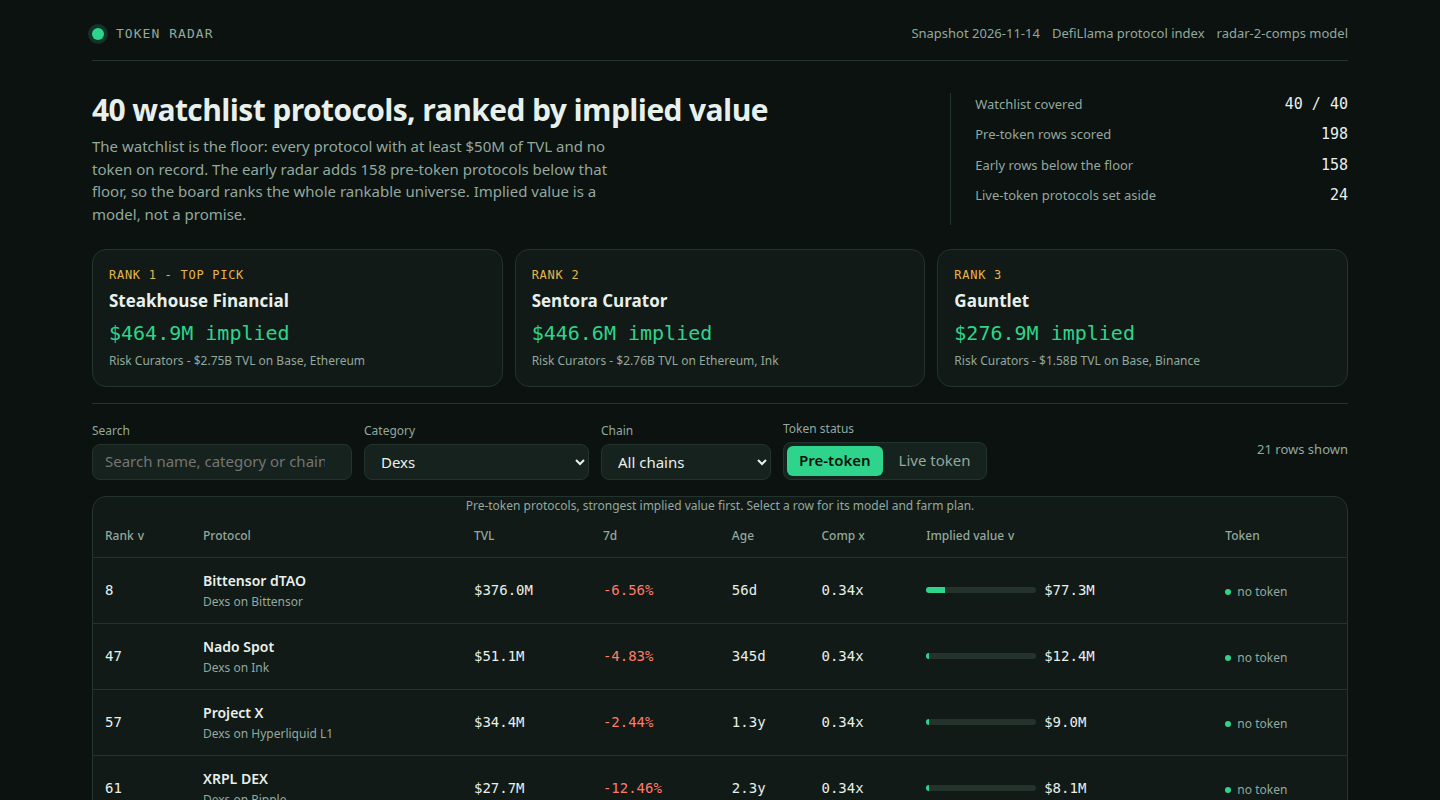 TOKEN RADAR
Snapshot 2026-11-14 DefiLlama protocol index radar-2-comps model
40 watchlist protocols, ranked by implied value
The watchlist is the floor: every protocol with at least $50M of TVL and no
token on record. The early radar adds 158 pre-token protocols below that
floor, so the board ranks the whole rankable universe. Implied value is a
model, not a promise.
Watchlist covered 40 / 40
Pre-token rows scored 198
Early rows below the floor 158
Live-token protocols set aside 24
RANK 1 - TOP PICK
Steakhouse Financial
$464.9M implied
Risk Curators - $2.75B TVL on Base, Ethereum
RANK 2
Sentora Curator
$446.6M implied
Risk Curators - $2.76B TVL on Ethereum, Ink
RANK 3
Gauntlet
$276.9M implied
Risk Curators - $1.58B TVL on Base, Binance
Search
Search name, category or chain
Category
Dexs
Chain
All chains
Token status
Pre-token Live token
21 rows shown
Pre-token protocols, strongest implied value first. Select a row for its model and farm plan.
Rank v Protocol TVL 7d Age Comp x Implied value v Token
8 Bittensor dTAO $376.0M -6.56% 56d 0.34x $77.3M no token
Dexs on Bittensor
47 Nado Spot $51.1M -4.83% 345d 0.34x $12.4M no token
Dexs on Ink
57 Project X $34.4M -2.44% 1.3y 0.34x $9.0M no token
Dexs on Hyperliquid L1
61 XRPL DEX $27.7M -12.46% 2.3y 0.34x $8.1M no token
Dexs on Ripple